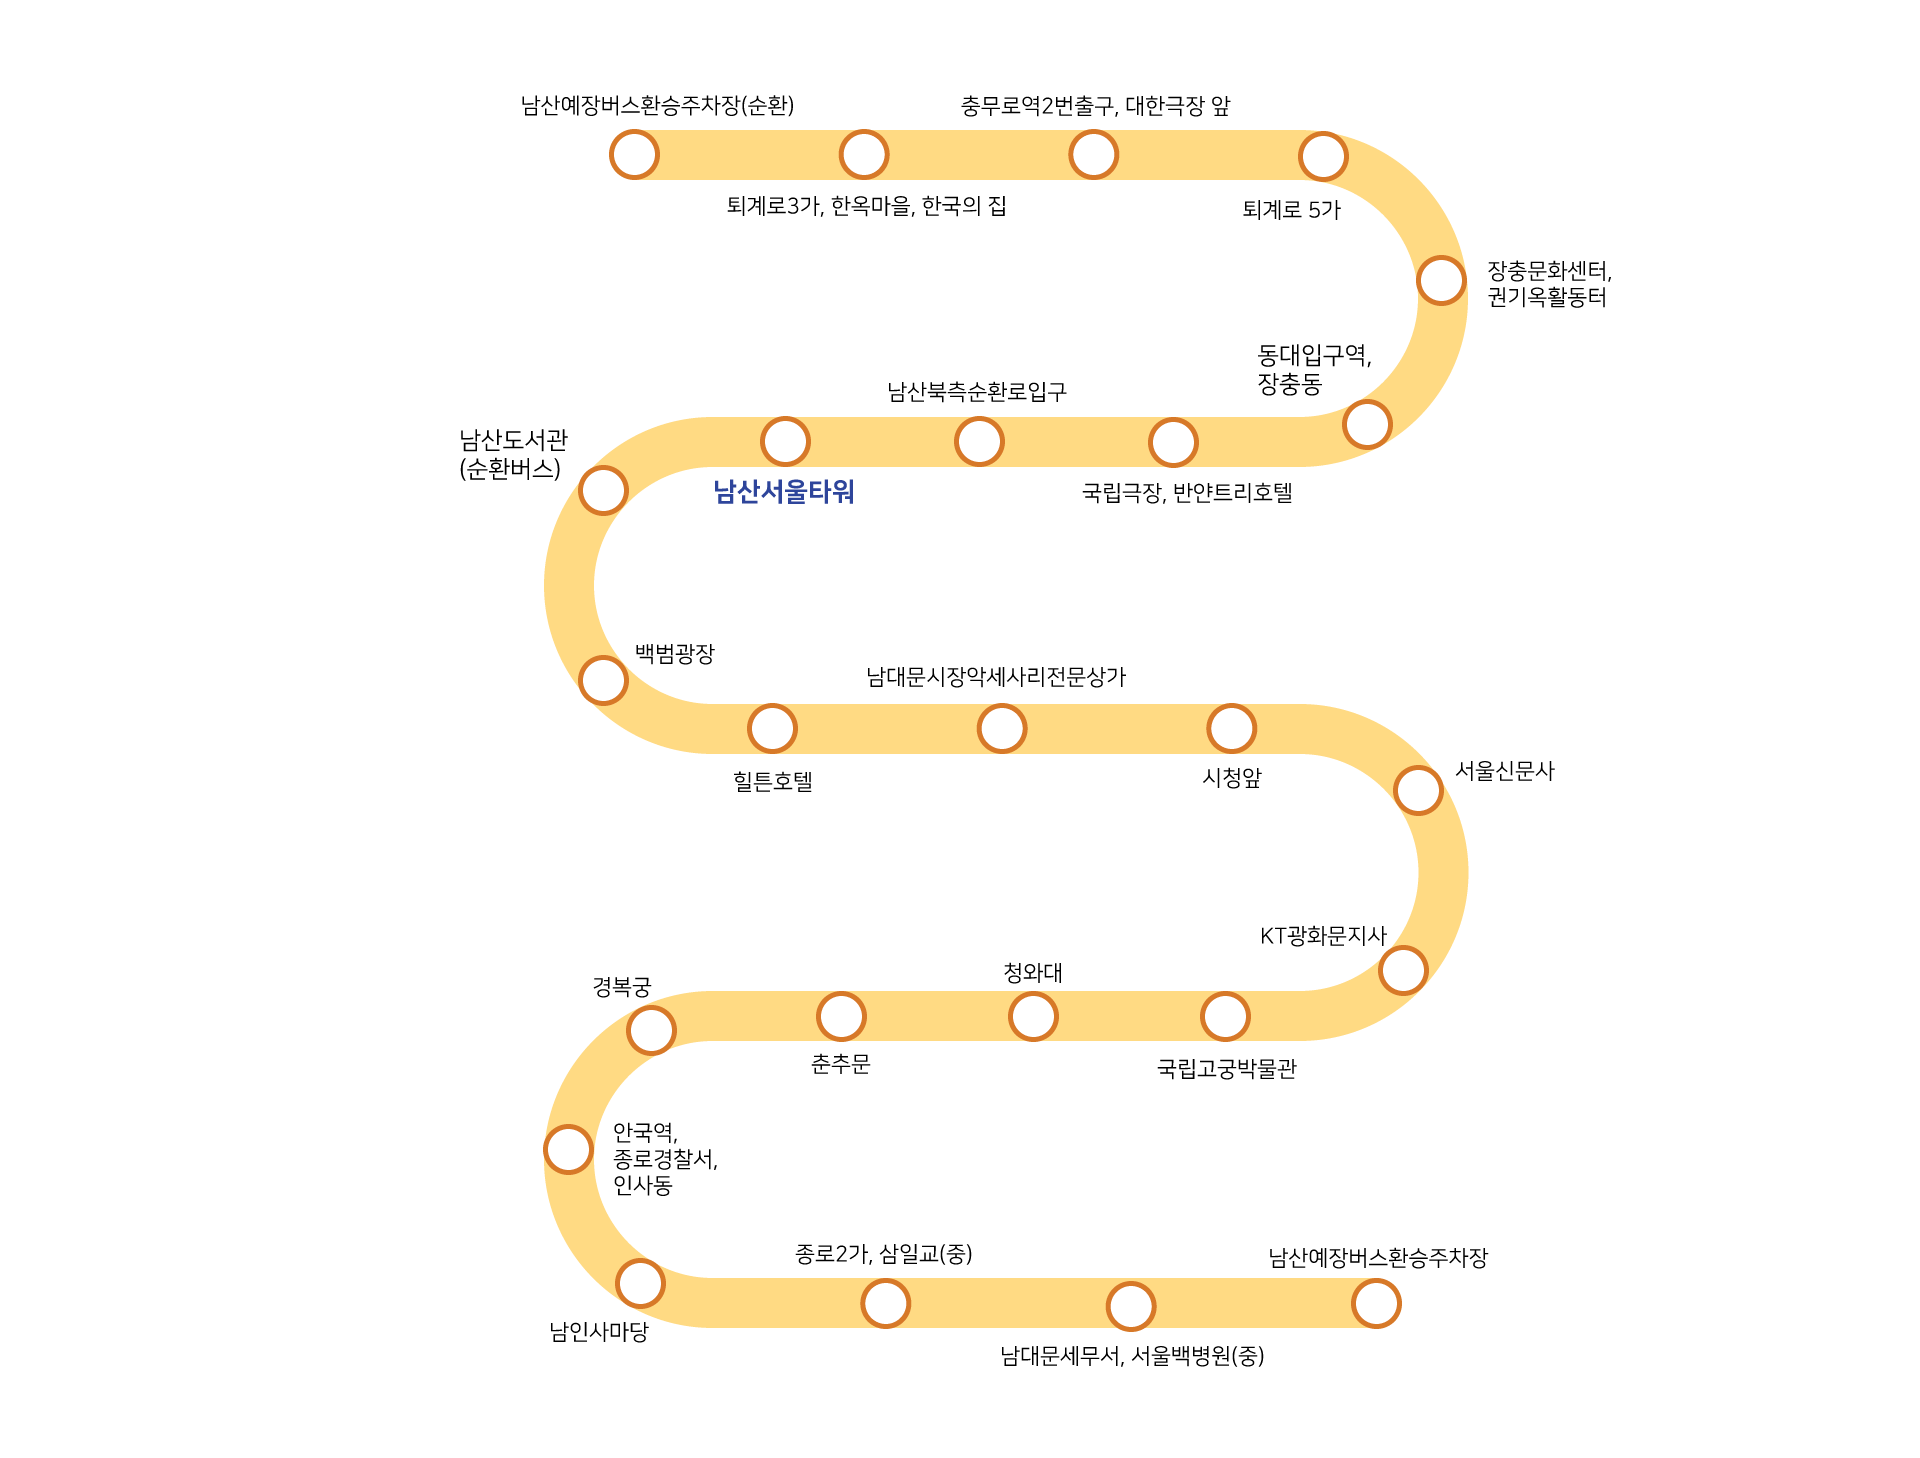 남산예장버스환승주차장(순환)
퇴계로3가, 한옥마을, 한국의 집
충무로역2번출구, 대한극장 앞
퇴계로 5가
장충문화센터,
권기옥활동터
동대입구역,
장충동
국립극장, 반얀트리호텔
남산북측순환로입구
남산서울타워
남산도서관
(순환버스)
백범광장
힐튼호텔
남대문시장악세사리전문상가
시청앞
서울신문사
KT광화문지사
국립고궁박물관
청와대
춘추문
경복궁
안국역,
종로경찰서,
인사동
남인사마당
종로2가, 삼일교(중)
남대문세무서, 서울백병원(중)
남산예장버스환승주차장